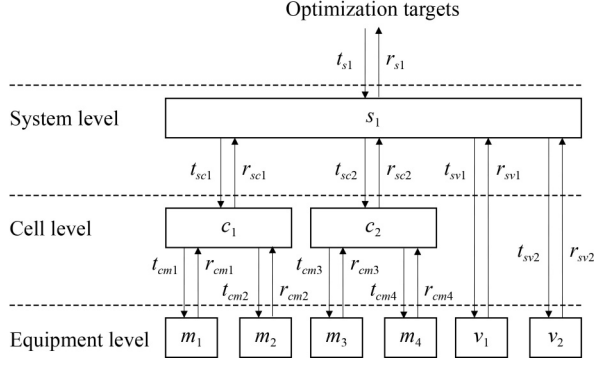 Optimization targets
t_{s1} r_{s1}
System level s_1
t_{sc1} r_{sc1} t_{sc2} r_{sc2} t_{sv1} r_{sv1}
Cell level c_1 c_2
t_{sv2} r_{sv2}
t_{cm1} r_{cm1} t_{cm3} r_{cm3}
t_{cm2} r_{cm2} t_{cm4} r_{cm4}
Equipment level m_1 m_2 m_3 m_4 v_1 v_2